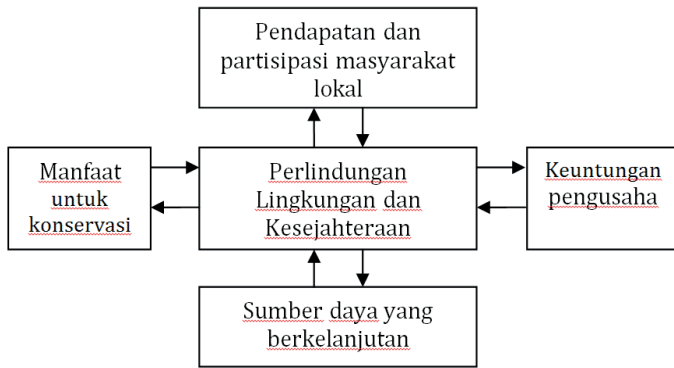 Pendapatan dan
partisipasi masyarakat
lokal
Manfaat
untuk
konservasi
Perlindungan
Lingkungan dan
Kesejahteraan
Keuntungan
pengusaha
Sumber daya yang
berkelanjutan